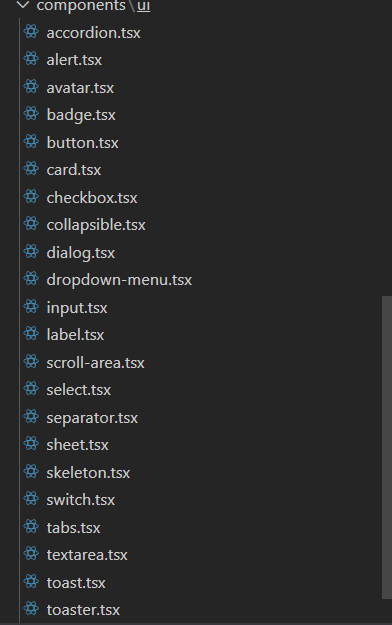 components\ui
accordion.tsx
alert.tsx
avatar.tsx
badge.tsx
button.tsx
card.tsx
checkbox.tsx
collapsible.tsx
dialog.tsx
dropdown-menu.tsx
input.tsx
label.tsx
scroll-area.tsx
select.tsx
separator.tsx
sheet.tsx
skeleton.tsx
switch.tsx
tabs.tsx
textarea.tsx
toast.tsx
toaster.tsx